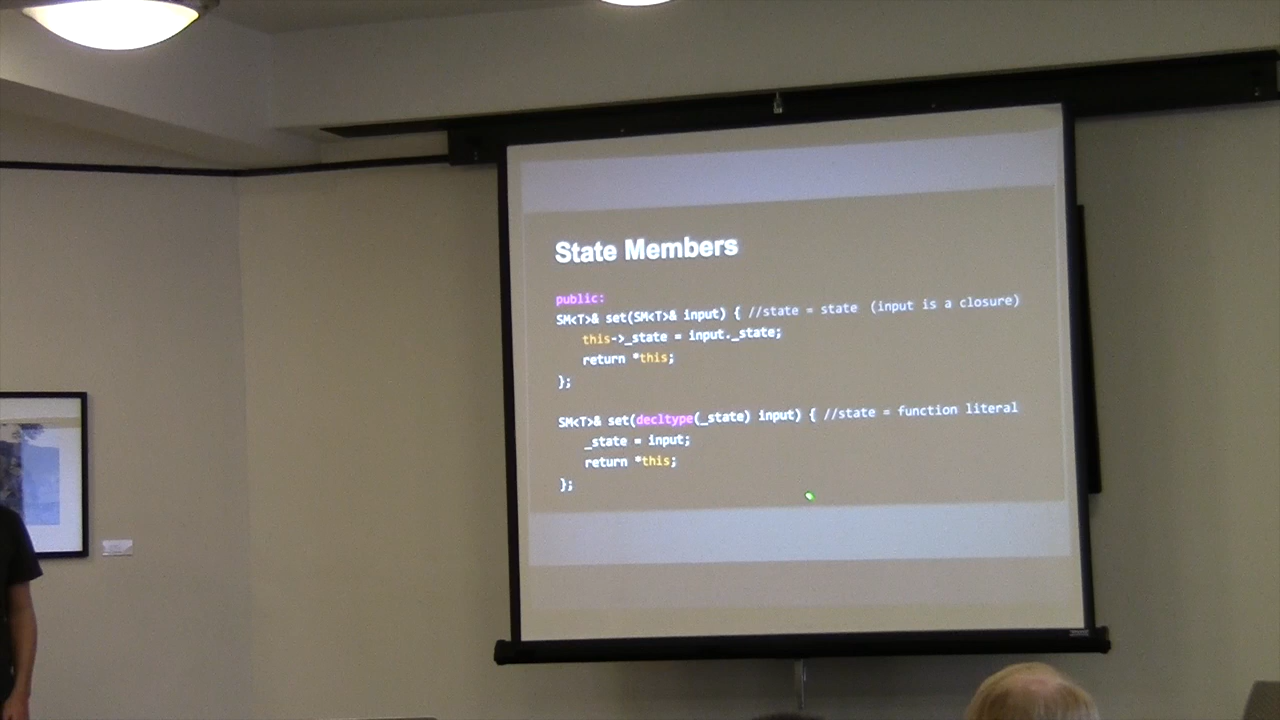 State Members
public:
SM<T>& set(SM<T>& input) { //state = state (input is a closure)
this->_state = input._state;
return *this;
};
SM<T>& set(decltype(_state) input) { //state = function literal
_state = input;
return *this;
};